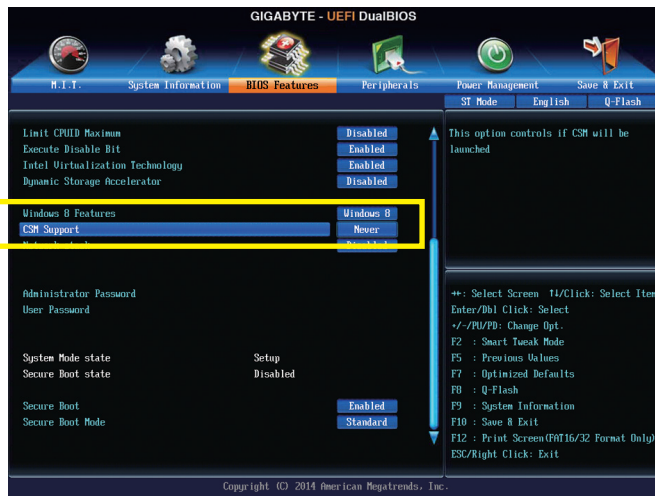 GIGABYTE - UEFI DualBIOS
M.I.T. System Information BIOS Features Peripherals Power Management Save & Exit
ST Mode English Q-Flash
Limit CPUID Maximum Disabled
Execute Disable Bit Enabled
Intel Virtualization Technology Enabled
Dynamic Storage Accelerator Disabled
Windows 8 Features Windows 8
CSM Support Never
Administrator Password
User Password
System Mode state Setup
Secure Boot state Disabled
Secure Boot Enabled
Secure Boot Mode Standard
This option controls if CSM will be
launched
↔: Select Screen ↑↓/Click: Select Item
Enter/Dbl Click: Select
+/-/PU/PD: Change Opt.
F2 : Smart Tweak Mode
F5 : Previous Values
F7 : Optimized Defaults
F8 : Q-Flash
F9 : System Information
F10 : Save & Exit
F12 : Print Screen(FAT16/32 Format Only)
ESC/Right Click: Exit
Copyright (C) 2014 American Megatrends, Inc.